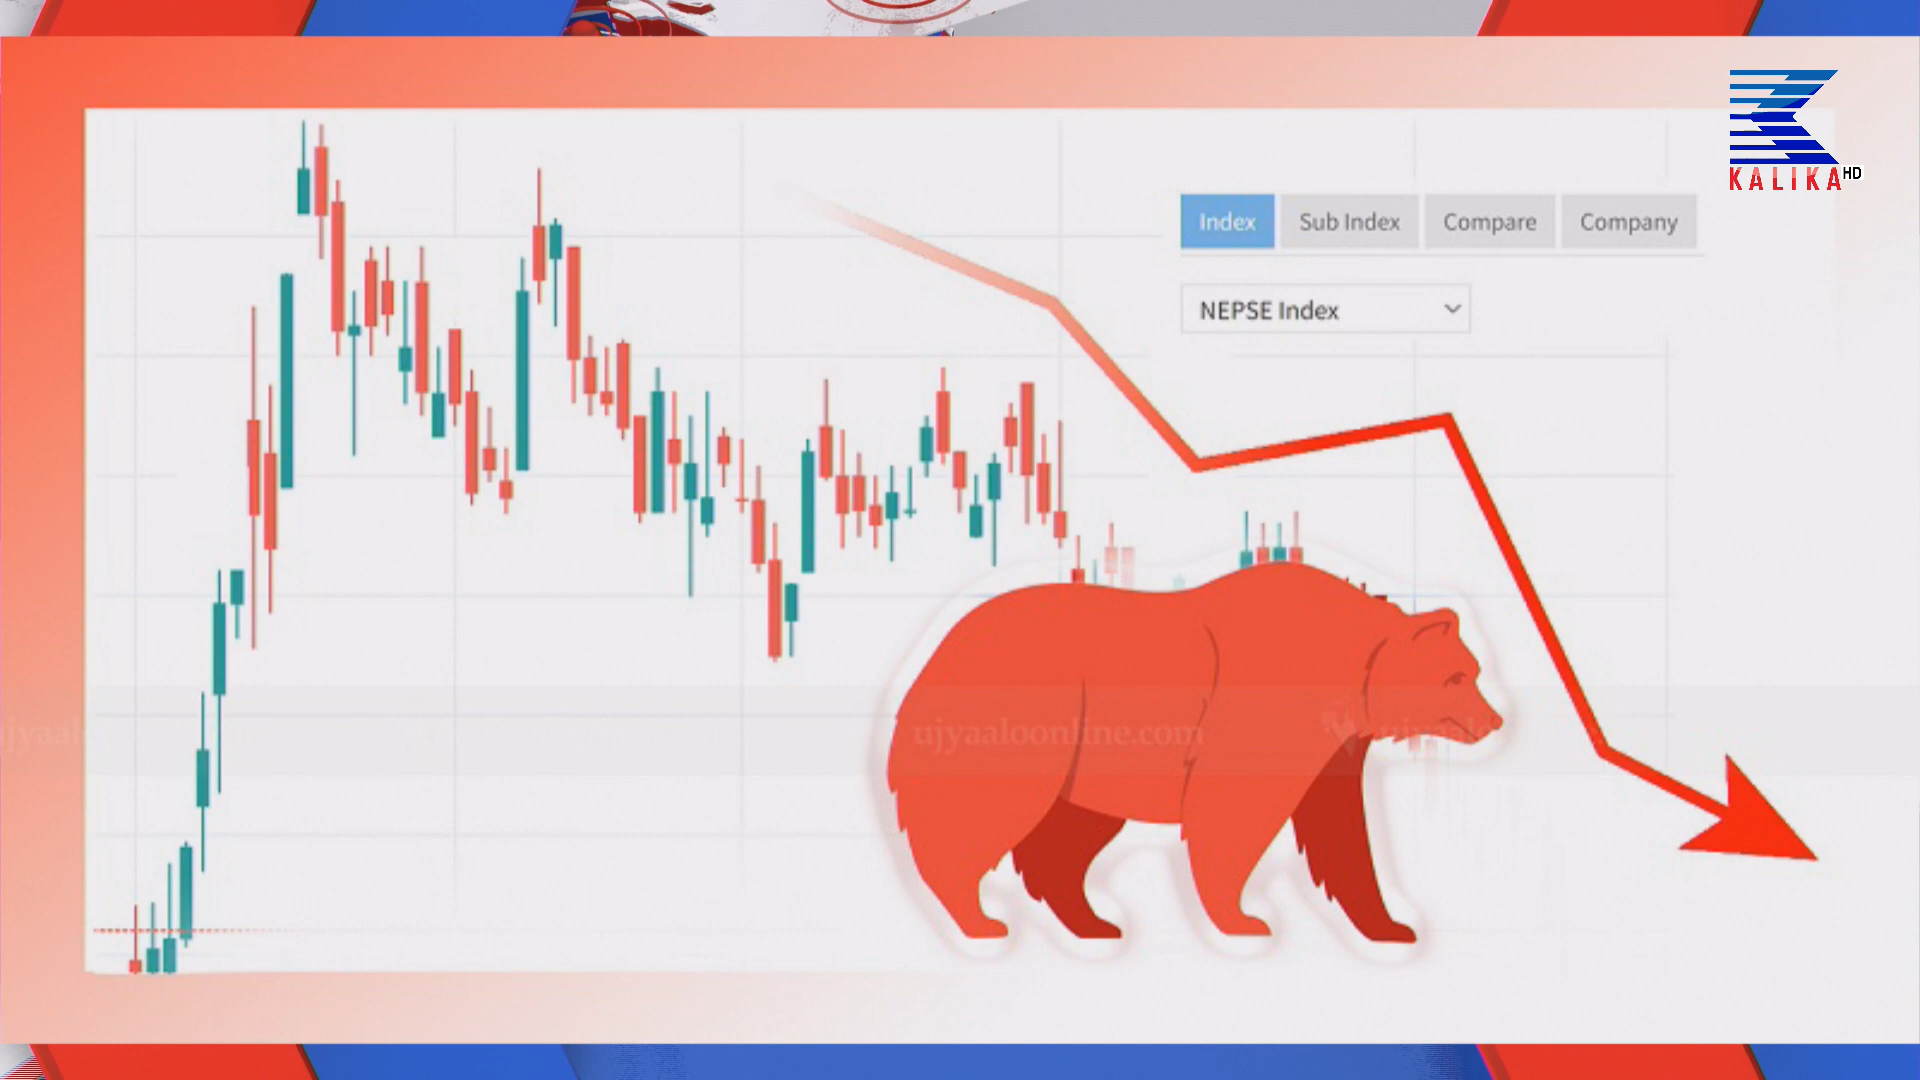 KALIKA HD
Index Sub Index Compare Company
NEPSE Index
ujyaaloonline.com